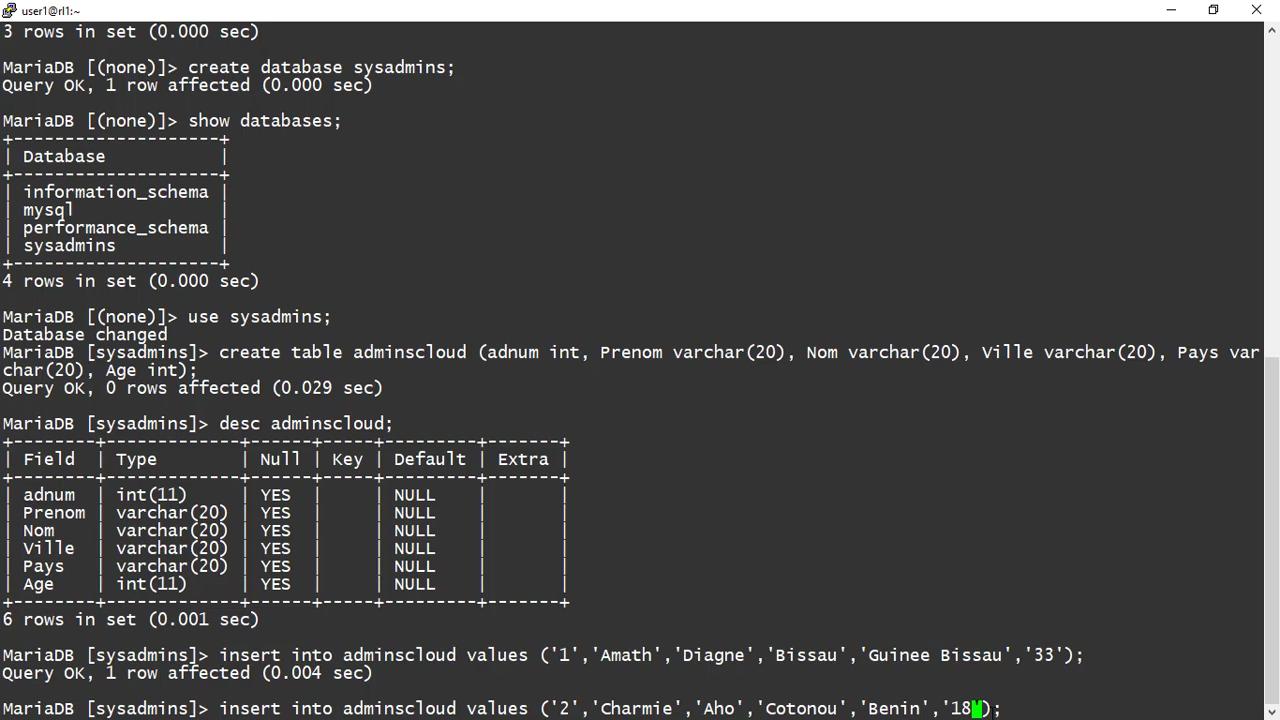 user1@rl1:~
3 rows in set (0.000 sec)
MariaDB [(none)]> create database sysadmins;
Query OK, 1 row affected (0.000 sec)
MariaDB [(none)]> show databases;
+--------------------+
| Database           |
+--------------------+
| information_schema |
| mysql              |
| performance_schema |
| sysadmins          |
+--------------------+
4 rows in set (0.000 sec)
MariaDB [(none)]> use sysadmins;
Database changed
MariaDB [sysadmins]> create table adminscloud (adnum int, Prenom varchar(20), Nom varchar(20), Ville varchar(20), Pays var
char(20), Age int);
Query OK, 0 rows affected (0.029 sec)
MariaDB [sysadmins]> desc adminscloud;
+--------+-------------+------+-----+---------+-------+
| Field  | Type        | Null | Key | Default | Extra |
+--------+-------------+------+-----+---------+-------+
| adnum  | int(11)     | YES  |     | NULL    |       |
| Prenom | varchar(20) | YES  |     | NULL    |       |
| Nom    | varchar(20) | YES  |     | NULL    |       |
| Ville  | varchar(20) | YES  |     | NULL    |       |
| Pays   | varchar(20) | YES  |     | NULL    |       |
| Age    | int(11)     | YES  |     | NULL    |       |
+--------+-------------+------+-----+---------+-------+
6 rows in set (0.001 sec)
MariaDB [sysadmins]> insert into adminscloud values ('1','Amath','Diagne','Bissau','Guinee Bissau','33');
Query OK, 1 row affected (0.004 sec)
MariaDB [sysadmins]> insert into adminscloud values ('2','Charmie','Aho','Cotonou','Benin','18');